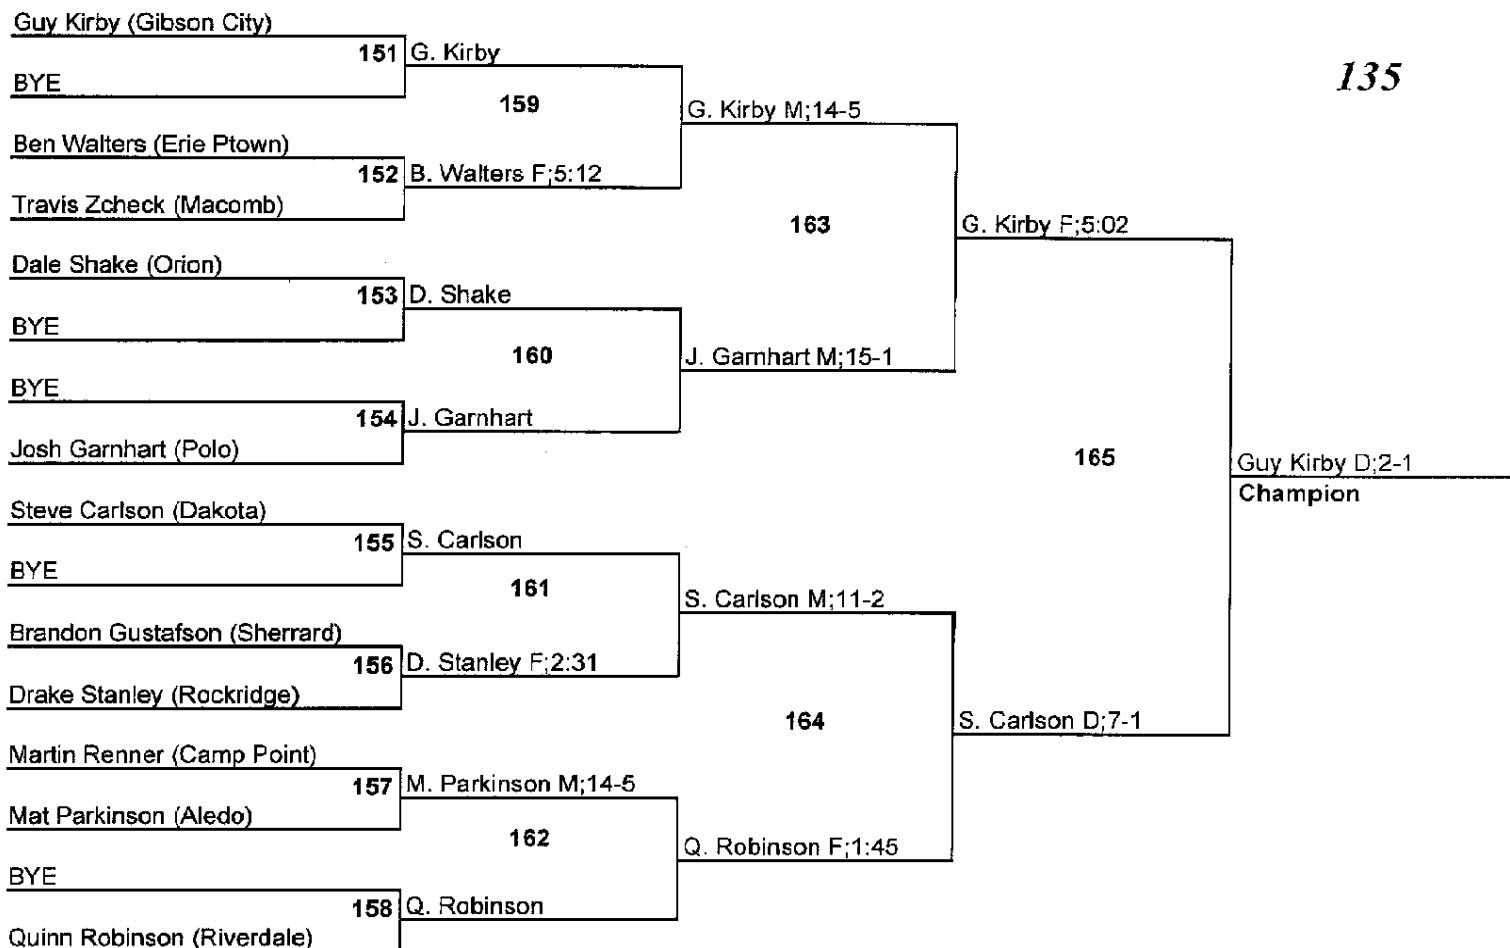 Guy Kirby (Gibson City)
151 G. Kirby
135
BYE
159
G. Kirby M;14-5
Ben Walters (Erie Ptown)
152 B. Walters F;5:12
Travis Zcheck (Macomb)
163
G. Kirby F;5:02
Dale Shake (Orion)
153 D. Shake
BYE
160
J. Garnhart M;15-1
BYE
154 J. Garnhart
Josh Garnhart (Polo)
165
Guy Kirby D;2-1
Champion
Steve Carlson (Dakota)
155 S. Carlson
BYE
161
S. Carlson M;11-2
Brandon Gustafson (Sherrard)
156 D. Stanley F;2:31
Drake Stanley (Rockridge)
164
S. Carlson D;7-1
Martin Renner (Camp Point)
157 M. Parkinson M;14-5
Mat Parkinson (Aledo)
162
Q. Robinson F;1:45
BYE
158 Q. Robinson
Quinn Robinson (Riverdale)